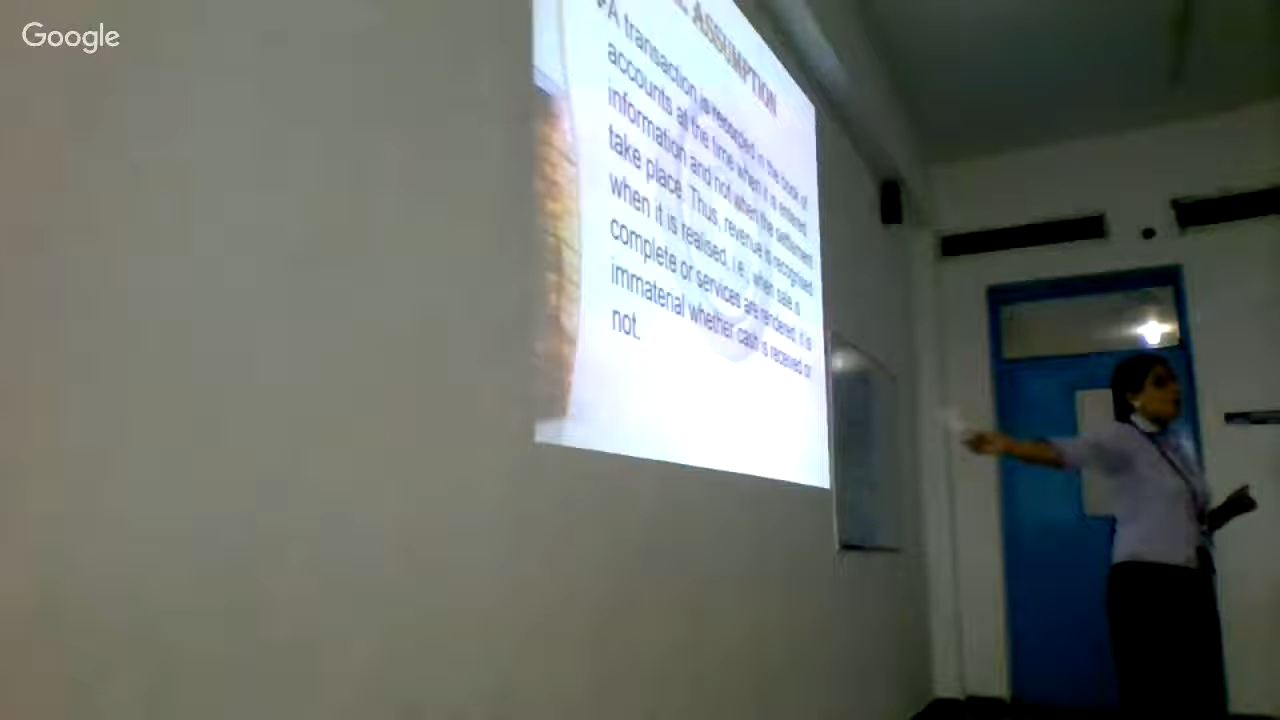 Google
ASSUMPTION
A transaction is recorded in the book of
accounts at the time when it is entered
information and not when the settlement
take place. Thus, revenue is recognised
when it is realised. i.e., when sale is
complete or services are rendered, it is
immaterial whether cash is received or
not.